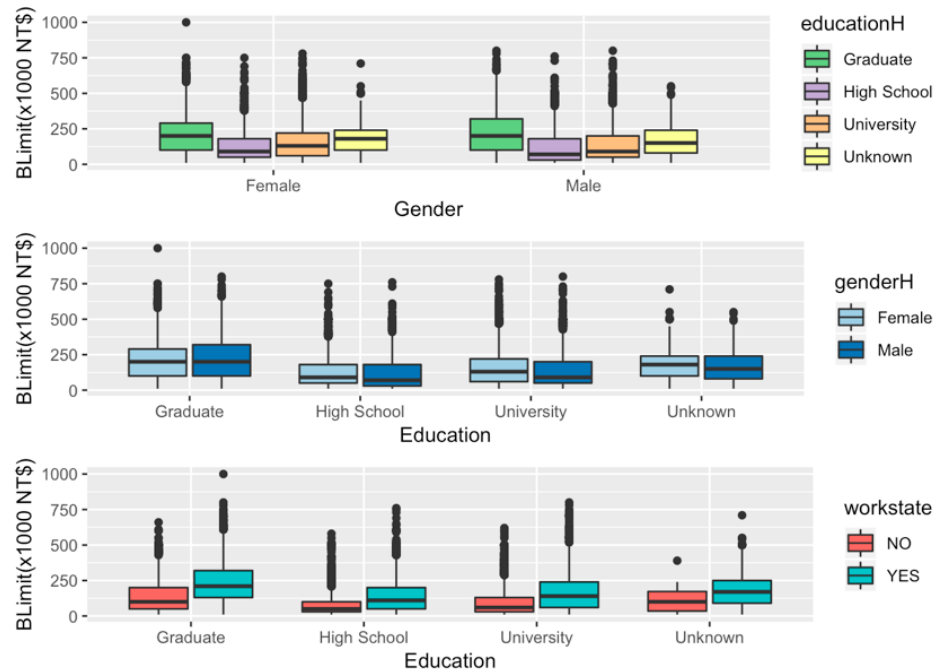 1000
750
500
250
0
BLimit(x1000 NT$)
Female
Male
Gender
educationH
Graduate
High School
University
Unknown
1000
750
500
250
0
BLimit(x1000 NT$)
Graduate
High School
University
Unknown
Education
genderH
Female
Male
1000
750
500
250
0
BLimit(x1000 NT$)
Graduate
High School
University
Unknown
Education
workstate
NO
YES